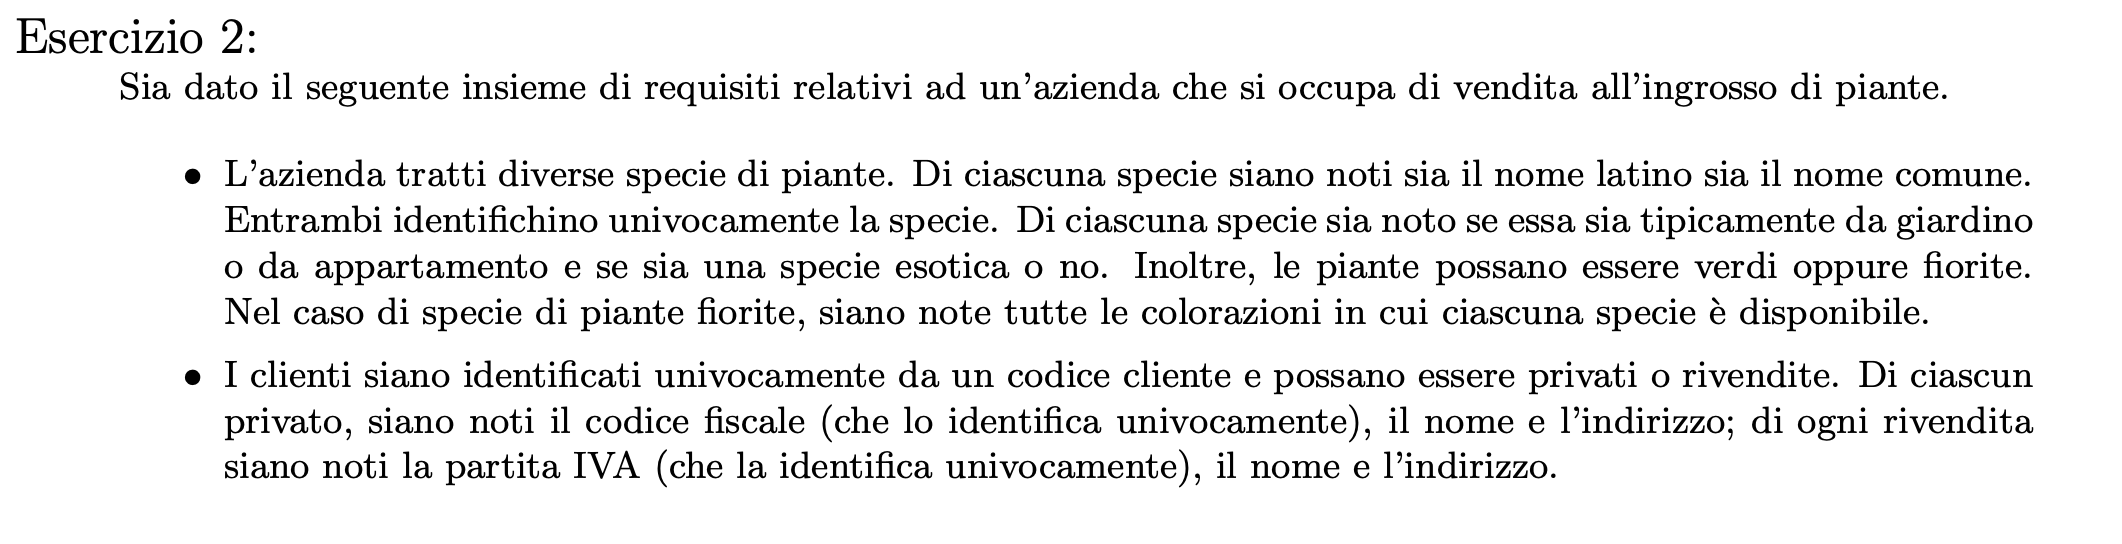 Esercizio 2:
Sia dato il seguente insieme di requisiti relativi ad un'azienda che si occupa di vendita all'ingrosso di piante.
• L'azienda tratti diverse specie di piante. Di ciascuna specie siano noti sia il nome latino sia il nome comune.
Entrambi identifichino univocamente la specie. Di ciascuna specie sia noto se essa sia tipicamente da giardino
o da appartamento e se sia una specie esotica o no. Inoltre, le piante possano essere verdi oppure fiorite.
Nel caso di specie di piante fiorite, siano note tutte le colorazioni in cui ciascuna specie è disponibile.
• I clienti siano identificati univocamente da un codice cliente e possano essere privati o rivendite. Di ciascun
privato, siano noti il codice fiscale (che lo identifica univocamente), il nome e l'indirizzo; di ogni rivendita
siano noti la partita IVA (che la identifica univocamente), il nome e l'indirizzo.